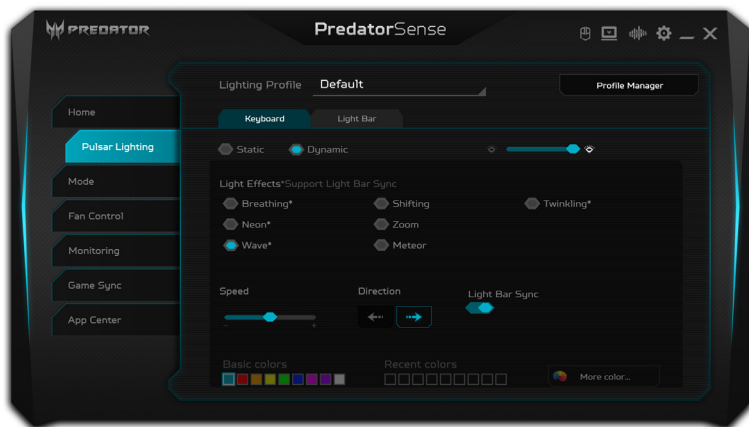 PREDATOR
PredatorSense
Lighting Profile Default
Profile Manager
Home
Pulsar Lighting
Mode
Fan Control
Monitoring
Game Sync
App Center
Keyboard
Light Bar
Static
Dynamic
Light Effects*Support Light Bar Sync
Breathing*
Shifting
Twinkling*
Neon*
Zoom
Wave*
Meteor
Speed
Direction
Light Bar Sync
- +
Basic colors
Recent colors
More color...